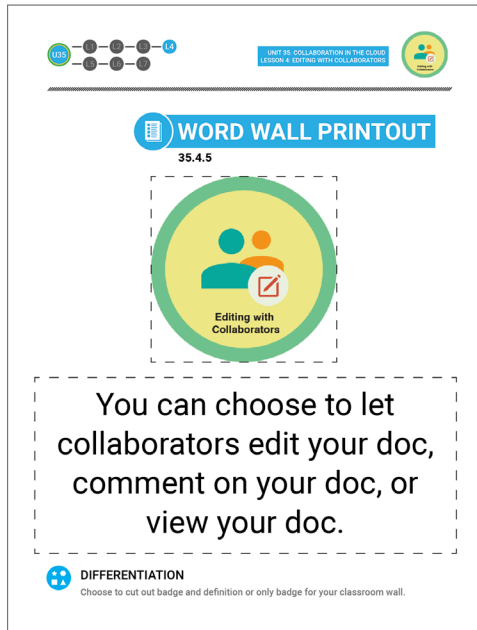 U35
L1 L2 L3 L4
L5 L6 L7
UNIT 35: COLLABORATION IN THE CLOUD
LESSON 4: EDITING WITH COLLABORATORS
Editing with
Collaborators
WORD WALL PRINTOUT
35.4.5
Editing with
Collaborators
You can choose to let
collaborators edit your doc,
comment on your doc, or
view your doc.
DIFFERENTIATION
Choose to cut out badge and definition or only badge for your classroom wall.